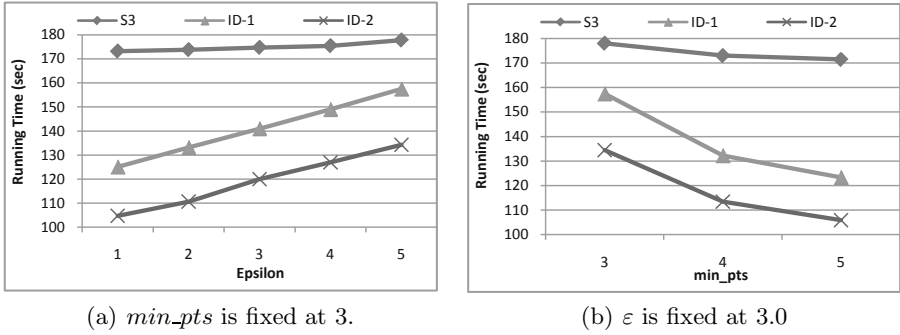 S3 ID-1 ID-2
180
170
160
150
140
130
120
110
100
Running Time (sec)
1 2 3 4 5
Epsilon
(a) min_pts is fixed at 3.
S3 ID-1 ID-2
180
170
160
150
140
130
120
110
100
Running Time (sec)
3 4 5
min_pts
(b) ε is fixed at 3.0